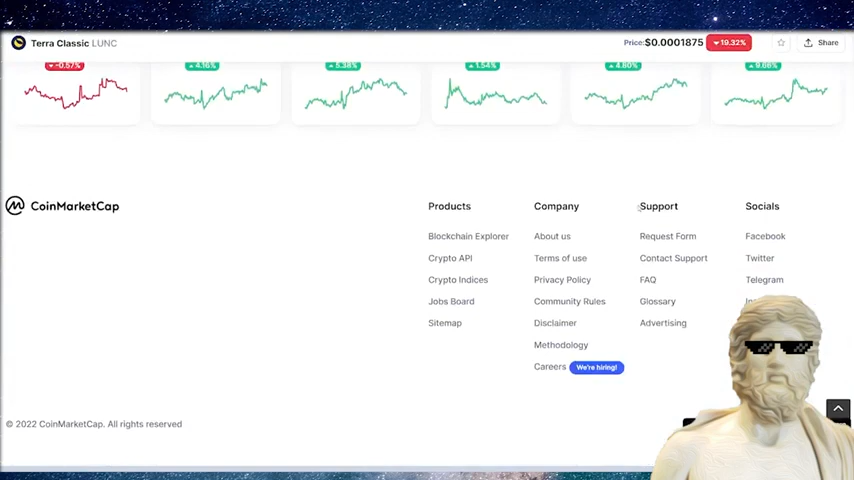 Terra Classic LUNC
Price: $0.0001875 19.32% Share
-0.57% 4.16% 5.38% 1.54% 4.80% 9.66%
CoinMarketCap
Products Company Support Socials
Blockchain Explorer About us Request Form Facebook
Crypto API Terms of use Contact Support Twitter
Crypto Indices Privacy Policy FAQ Telegram
Jobs Board Community Rules Glossary
Sitemap Disclaimer Advertising
Methodology
Careers We're hiring!
© 2022 CoinMarketCap. All rights reserved